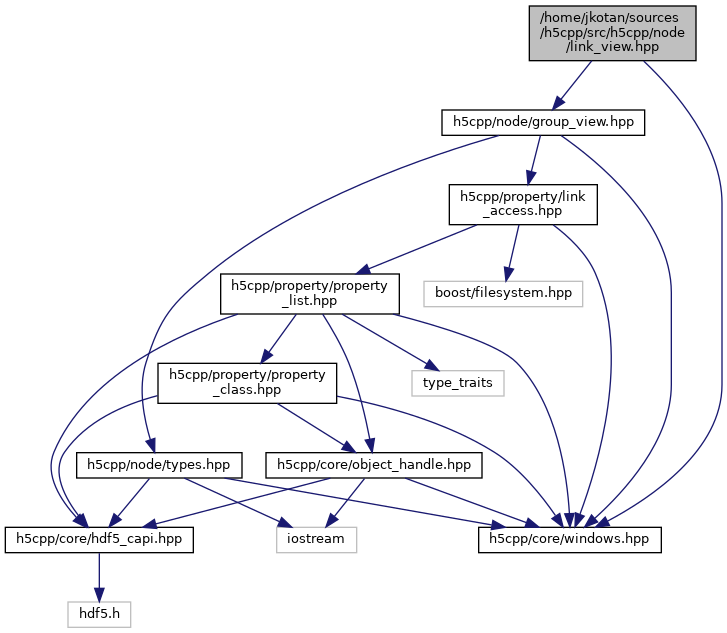 /home/jkotan/sources
/h5cpp/src/h5cpp/node
/link_view.hpp
h5cpp/node/group_view.hpp
h5cpp/property/link
_access.hpp
h5cpp/property/property
_list.hpp
boost/filesystem.hpp
h5cpp/property/property
_class.hpp
type_traits
h5cpp/node/types.hpp
h5cpp/core/object_handle.hpp
h5cpp/core/hdf5_capi.hpp
iostream
h5cpp/core/windows.hpp
hdf5.h